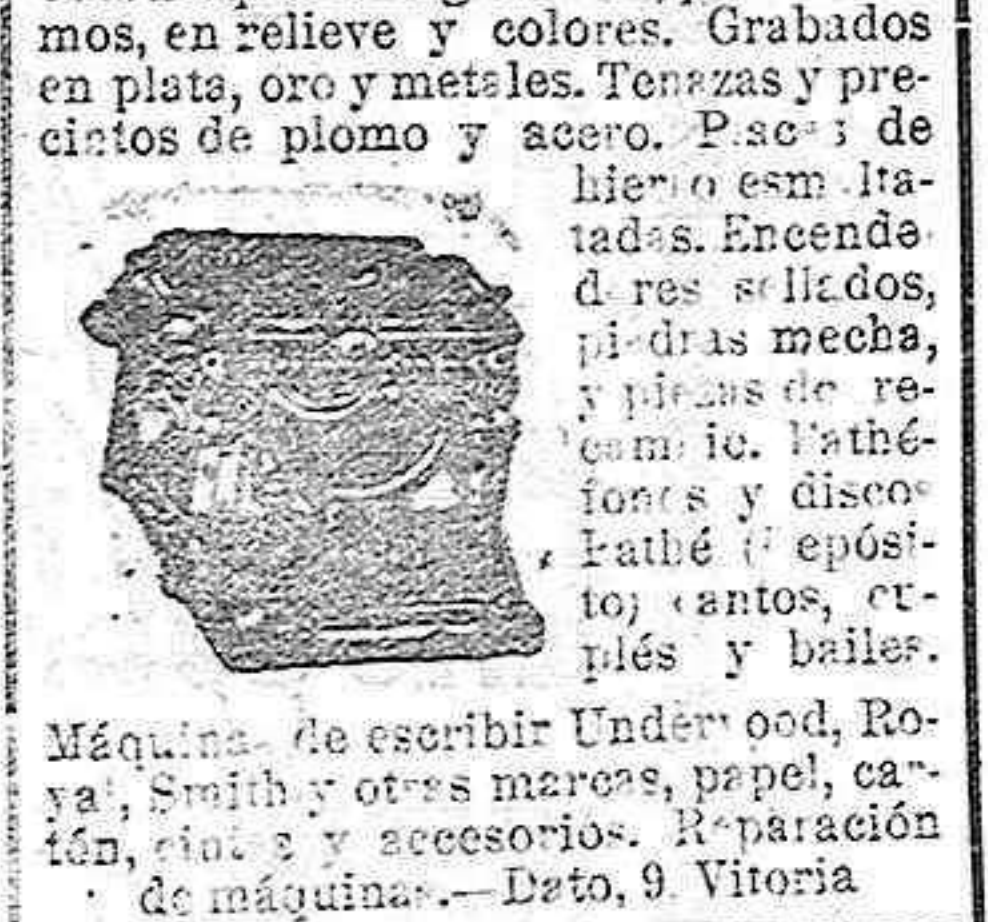 mos, en relieve y colores. Grabados
en plata, oro y metales. Tenazas y pre-
cintos de plomo y acero. Placas de
hierro esmalta-
tadas. Encende-
dores sellados,
piedras mecha,
y piezas de re-
cambio. Pathé-
fonos y discos
Pathé (Depósi-
to) cantos, cu-
plés y bailes.
Máquinas de escribir Underwood, Ro-
yal, Smith y otras marcas, papel, car-
tón, cintas y accesorios. Reparación
de máquinas.—Dato, 9. Vitoria